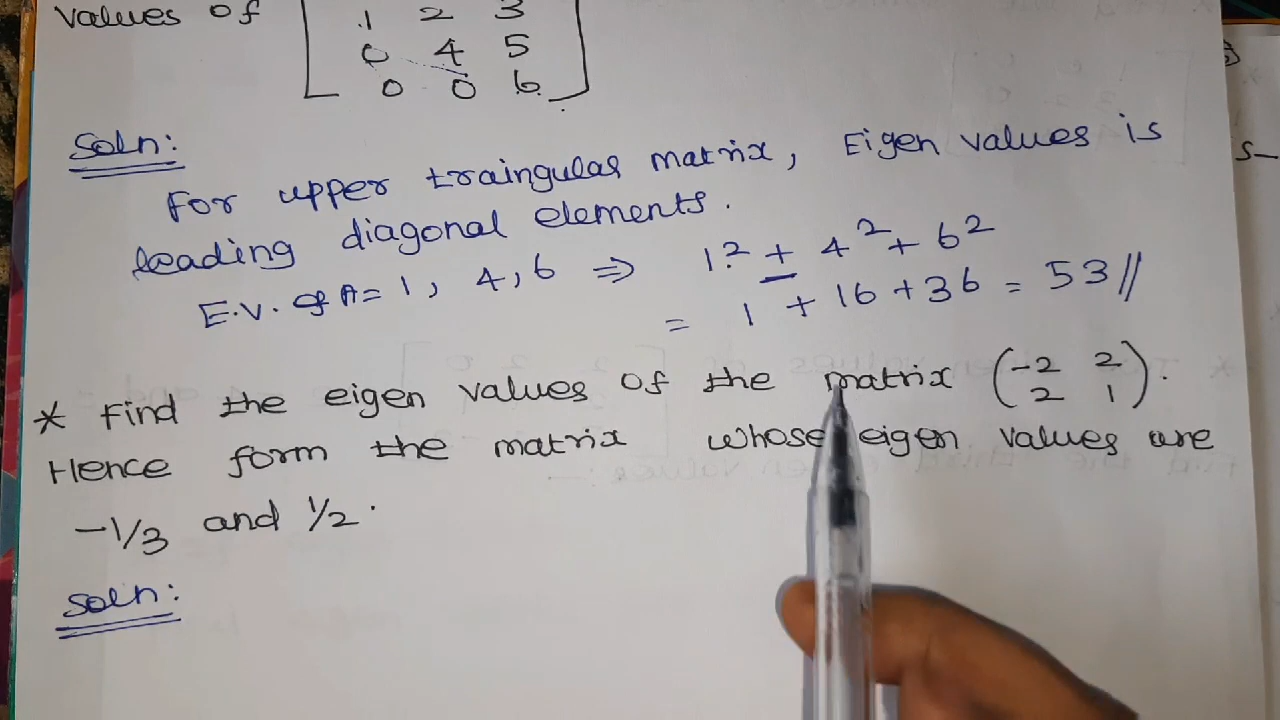 values of [ 1 2 3
0 4 5
0 0 6 ]
Soln:
For upper traingular matrix, Eigen values is
leading diagonal elements.
E.V. of A = 1, 4, 6 ⇒ 1² + 4² + 6²
= 1 + 16 + 36 = 53 //
* Find the eigen values of the matrix (-2 2
2 1).
Hence form the matrix whose eigen values are
-1/3 and 1/2.
Soln:
s-